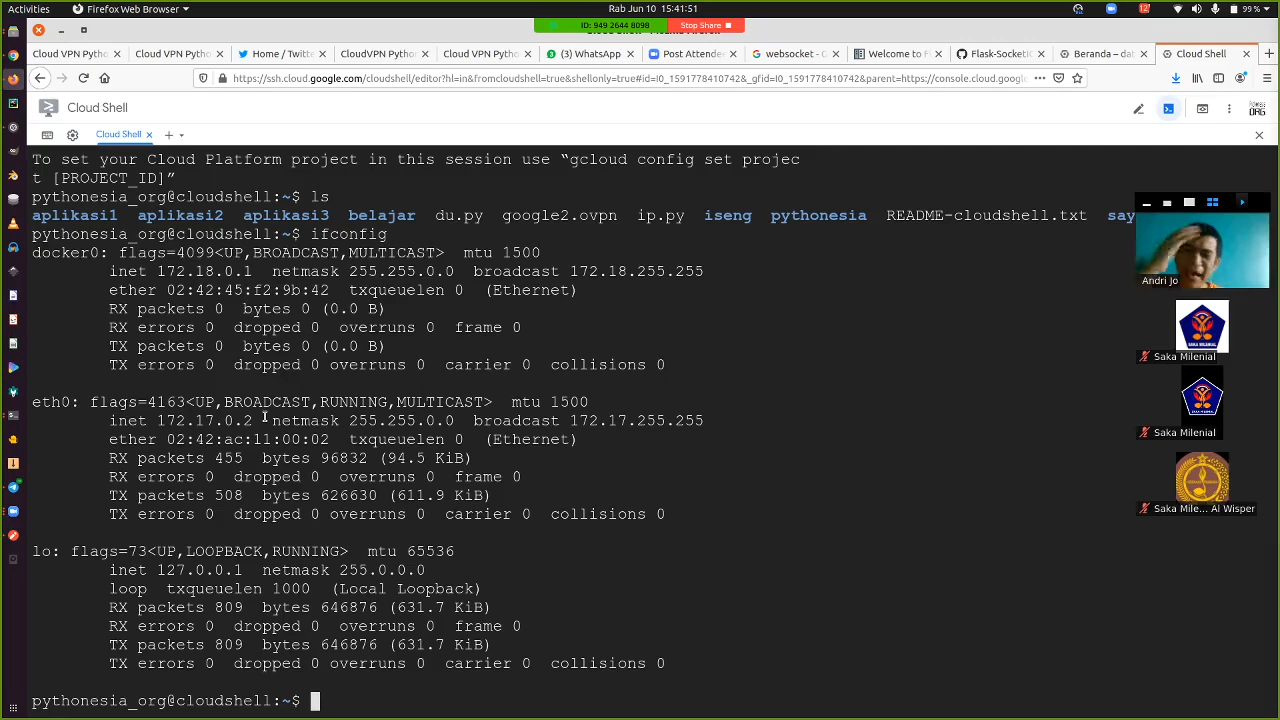 Activities
Firefox Web Browser
Rab Jun 10 15:41:51
99 %
ID: 949 2644 8098
Stop Share
Cloud VPN Pytho
Cloud VPN Pytho
Home / Twitte
CloudVPN Pytho
Cloud VPN Pytho
(3) WhatsApp
Post Attende
websocket - G
Welcome to Fl
Flask-SocketIO
Beranda – da
Cloud Shell
https://ssh.cloud.google.com/cloudshell/editor?hl=in&fromcloudshell=true&shellonly=true#id=I0_1591778410742&_gfid=I0_1591778410742&parent=https://console.cloud.goog
Cloud Shell
Cloud Shell
To set your Cloud Platform project in this session use “gcloud config set projec
t [PROJECT_ID]”
pythonesia_org@cloudshell:~$ ls
aplikasi1 aplikasi2 aplikasi3 belajar du.py google2.ovpn ip.py iseng pythonesia README-cloudshell.txt say
pythonesia_org@cloudshell:~$ ifconfig
docker0: flags=4099<UP,BROADCAST,MULTICAST> mtu 1500
inet 172.18.0.1 netmask 255.255.0.0 broadcast 172.18.255.255
ether 02:42:45:f2:9b:42 txqueuelen 0 (Ethernet)
RX packets 0 bytes 0 (0.0 B)
RX errors 0 dropped 0 overruns 0 frame 0
TX packets 0 bytes 0 (0.0 B)
TX errors 0 dropped 0 overruns 0 carrier 0 collisions 0
eth0: flags=4163<UP,BROADCAST,RUNNING,MULTICAST> mtu 1500
inet 172.17.0.2 netmask 255.255.0.0 broadcast 172.17.255.255
ether 02:42:ac:11:00:02 txqueuelen 0 (Ethernet)
RX packets 455 bytes 96832 (94.5 KiB)
RX errors 0 dropped 0 overruns 0 frame 0
TX packets 508 bytes 626630 (611.9 KiB)
TX errors 0 dropped 0 overruns 0 carrier 0 collisions 0
lo: flags=73<UP,LOOPBACK,RUNNING> mtu 65536
inet 127.0.0.1 netmask 255.0.0.0
loop txqueuelen 1000 (Local Loopback)
RX packets 809 bytes 646876 (631.7 KiB)
RX errors 0 dropped 0 overruns 0 frame 0
TX packets 809 bytes 646876 (631.7 KiB)
TX errors 0 dropped 0 overruns 0 carrier 0 collisions 0
pythonesia_org@cloudshell:~$
Andri Jo
Saka Milenial
Saka Milenial
Saka Mile... Al Wisper